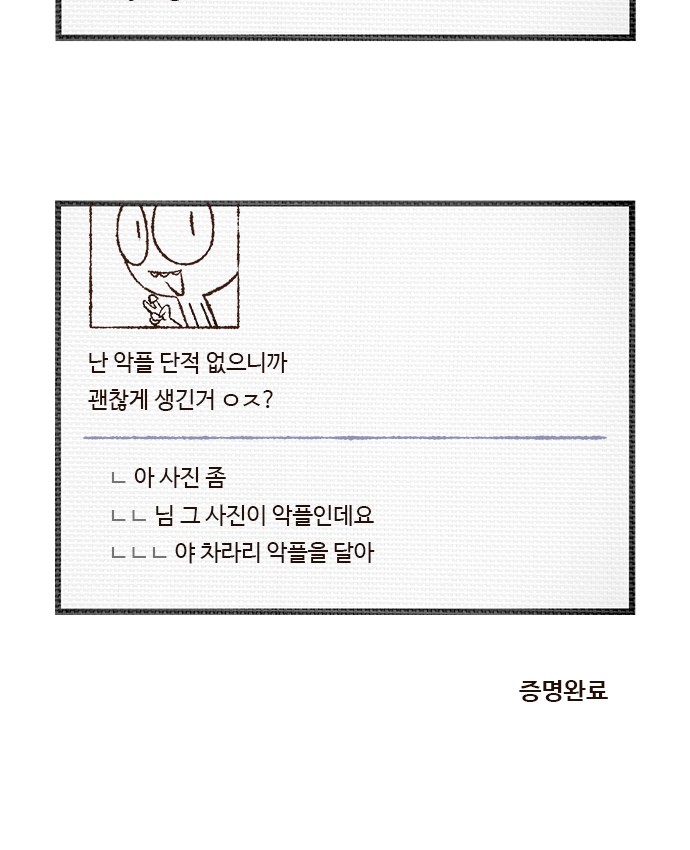 난 악플 단적 없으니까
괜찮게 생긴거 ㅇㅈ?
ㄴ 아 사진 좀
ㄴㄴ 님 그 사진이 악플인데요
ㄴㄴㄴ 야 차라리 악플을 달아
증명완료